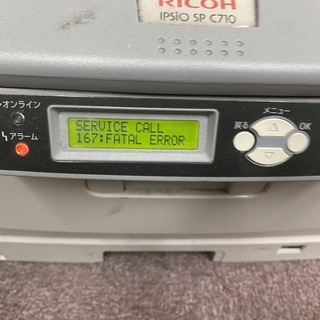 RICOH
IPSiO SP C710
オンライン
アラーム
SERVICE CALL
167:FATAL ERROR
メニュー
戻る
OK